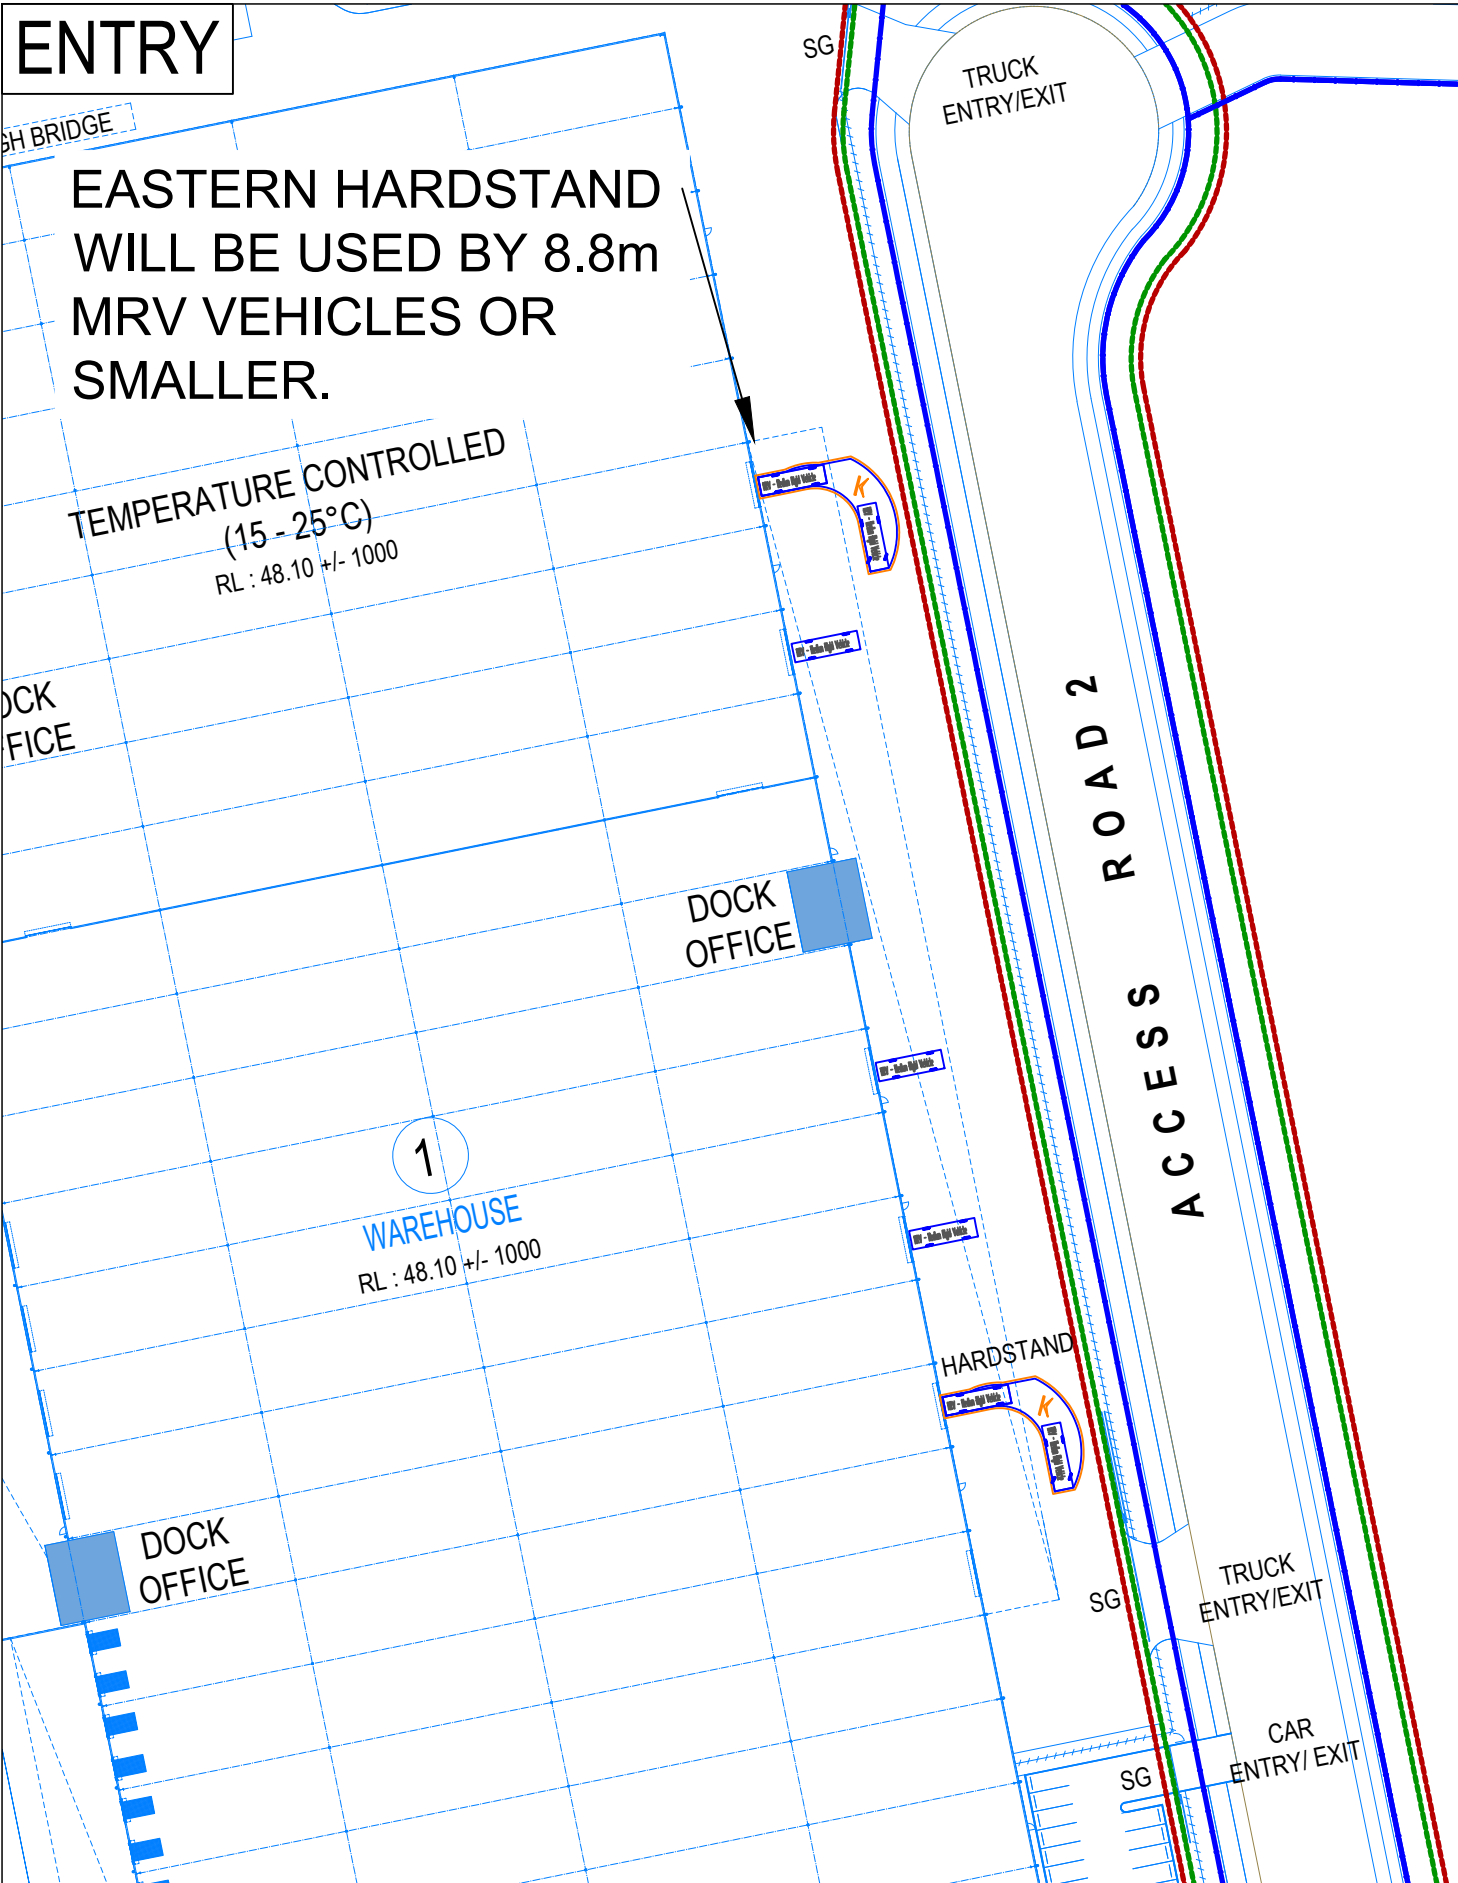 ENTRY
SG
TRUCK
ENTRY/EXIT
GH BRIDGE
EASTERN HARDSTAND
WILL BE USED BY 8.8m
MRV VEHICLES OR
SMALLER.
TEMPERATURE CONTROLLED
(15 - 25°C)
RL : 48.10 +/- 1000
K
OCK
FICE
ACCESS ROAD 2
DOCK
OFFICE
1
WAREHOUSE
RL : 48.10 +/- 1000
HARDSTAND
K
DOCK
OFFICE
SG
TRUCK
ENTRY/EXIT
CAR
ENTRY/ EXIT
SG